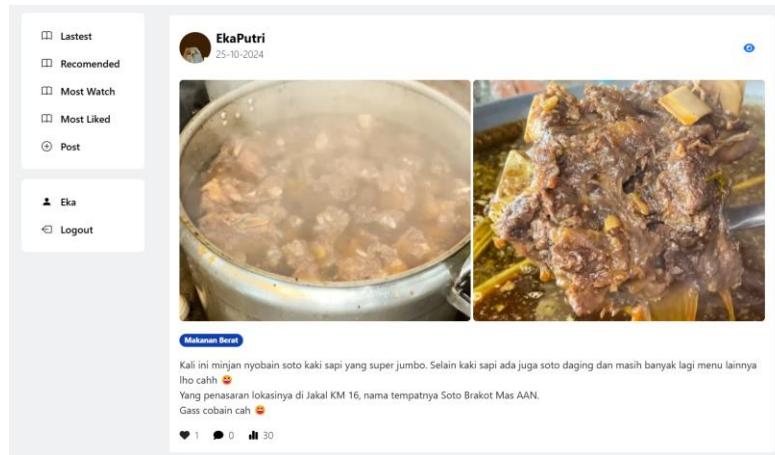 Lastest
Recomended
Most Watch
Most Liked
Post
Eka
Logout
EkaPutri
25-10-2024
Makanan Berat
Kali ini minjan nyobain soto kaki sapi yang super jumbo. Selain kaki sapi ada juga soto daging dan masih banyak lagi menu lainnya
lho cahh 😄
Yang penasaran lokasinya di Jakal KM 16, nama tempatnya Soto Brakot Mas AAN.
Gass cobain cah 😄
1 0 30